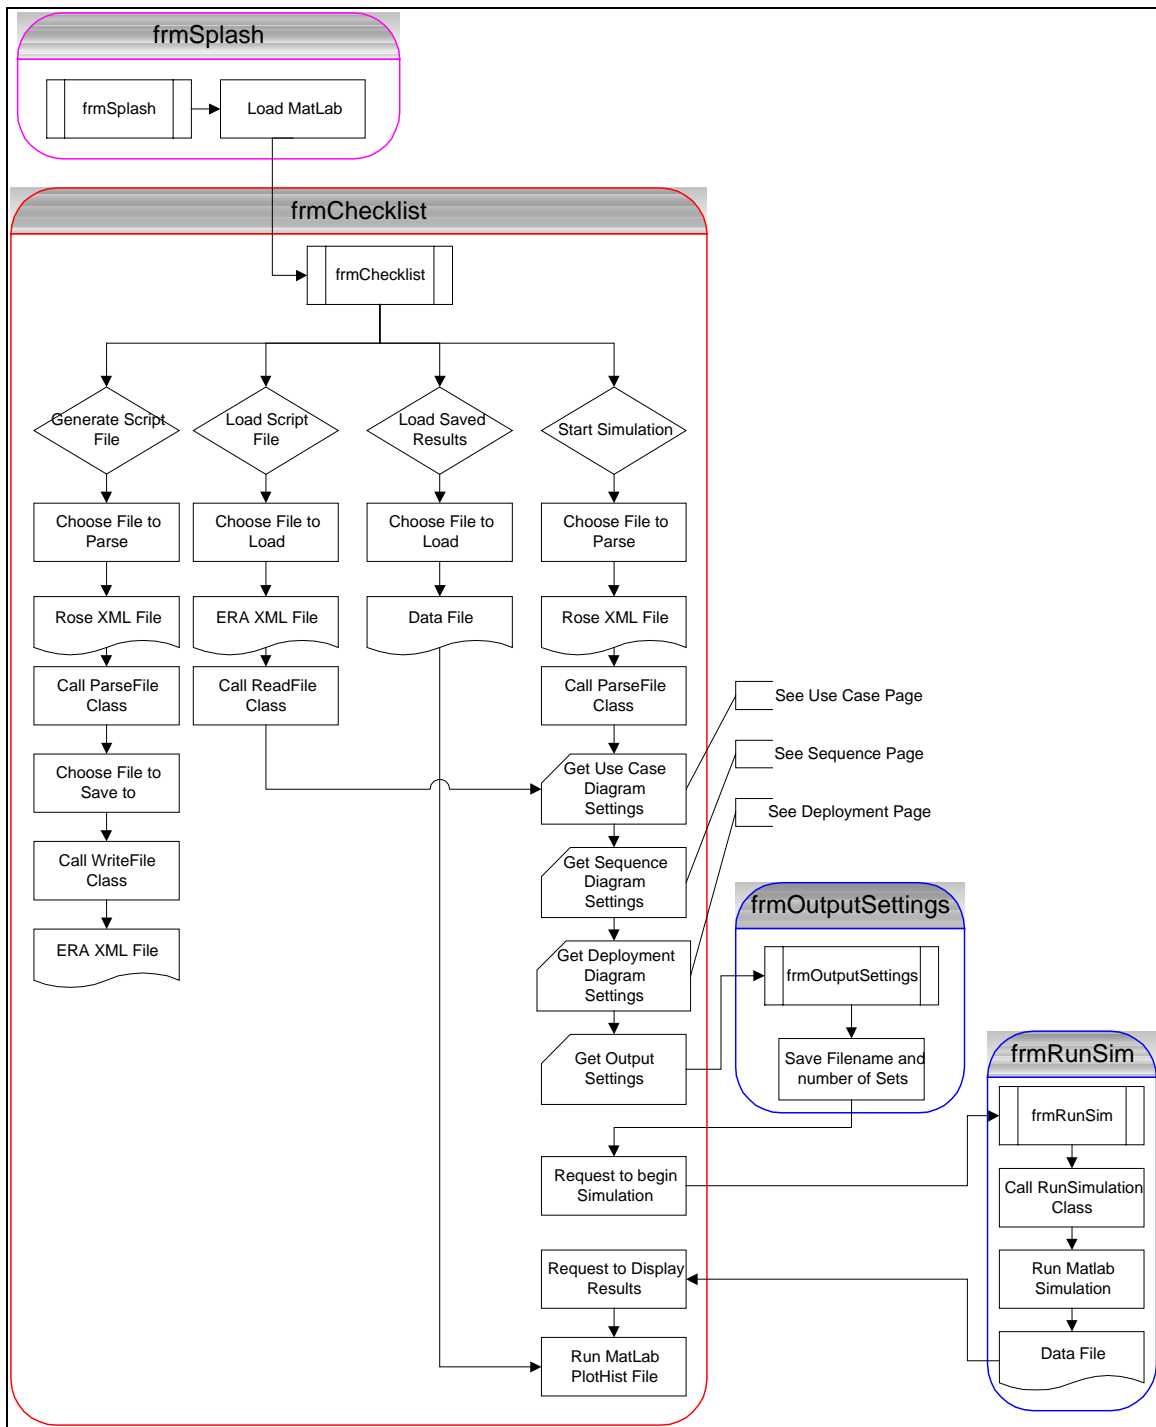 frmSplash
frmSplash
Load MatLab
frmChecklist
frmChecklist
Generate Script
File
Load Script
File
Load Saved
Results
Start Simulation
Choose File to
Parse
Choose File to
Load
Choose File to
Load
Choose File to
Parse
Rose XML File
ERA XML File
Data File
Rose XML File
Call ParseFile
Class
Call ReadFile
Class
Call ParseFile
Class
See Use Case Page
See Sequence Page
See Deployment Page
Choose File to
Save to
Get Use Case
Diagram
Settings
Call WriteFile
Class
Get Sequence
Diagram
Settings
ERA XML File
Get Deployment
Diagram
Settings
Get Output
Settings
frmOutputSettings
frmOutputSettings
Save Filename and
number of Sets
frmRunSim
frmRunSim
Request to begin
Simulation
Call RunSimulation
Class
Run Matlab
Simulation
Request to Display
Results
Data File
Run MatLab
PlotHist File